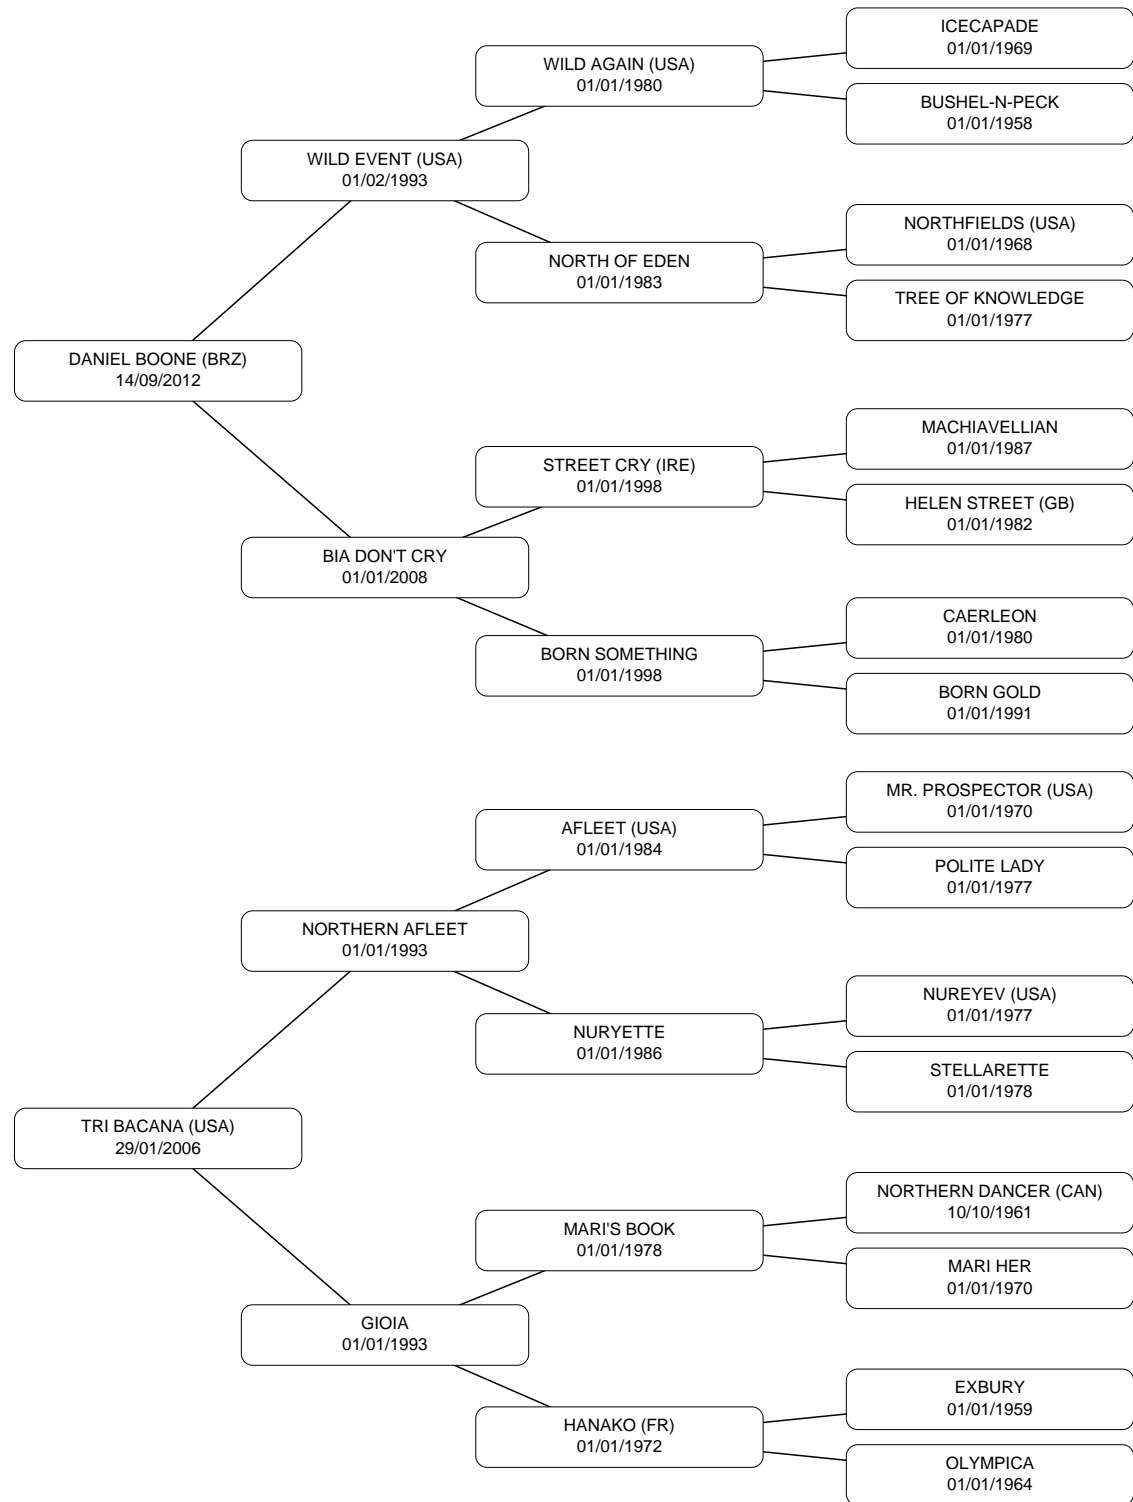 ICECAPADE
01/01/1969
WILD AGAIN (USA)
01/01/1980
BUSHEL-N-PECK
01/01/1958
WILD EVENT (USA)
01/02/1993
NORTHFIELDS (USA)
01/01/1968
NORTH OF EDEN
01/01/1983
TREE OF KNOWLEDGE
01/01/1977
DANIEL BOONE (BRZ)
14/09/2012
MACHIAVELLIAN
01/01/1987
STREET CRY (IRE)
01/01/1998
HELEN STREET (GB)
01/01/1982
BIA DON'T CRY
01/01/2008
CAERLEON
01/01/1980
BORN SOMETHING
01/01/1998
BORN GOLD
01/01/1991
MR. PROSPECTOR (USA)
01/01/1970
AFLEET (USA)
01/01/1984
POLITE LADY
01/01/1977
NORTHERN AFLEET
01/01/1993
NUREYEV (USA)
01/01/1977
NURYETTE
01/01/1986
STELLARETTE
01/01/1978
TRI BACANA (USA)
29/01/2006
NORTHERN DANCER (CAN)
10/10/1961
MARI'S BOOK
01/01/1978
MARI HER
01/01/1970
GIOIA
01/01/1993
EXBURY
01/01/1959
HANAKO (FR)
01/01/1972
OLYMPICA
01/01/1964